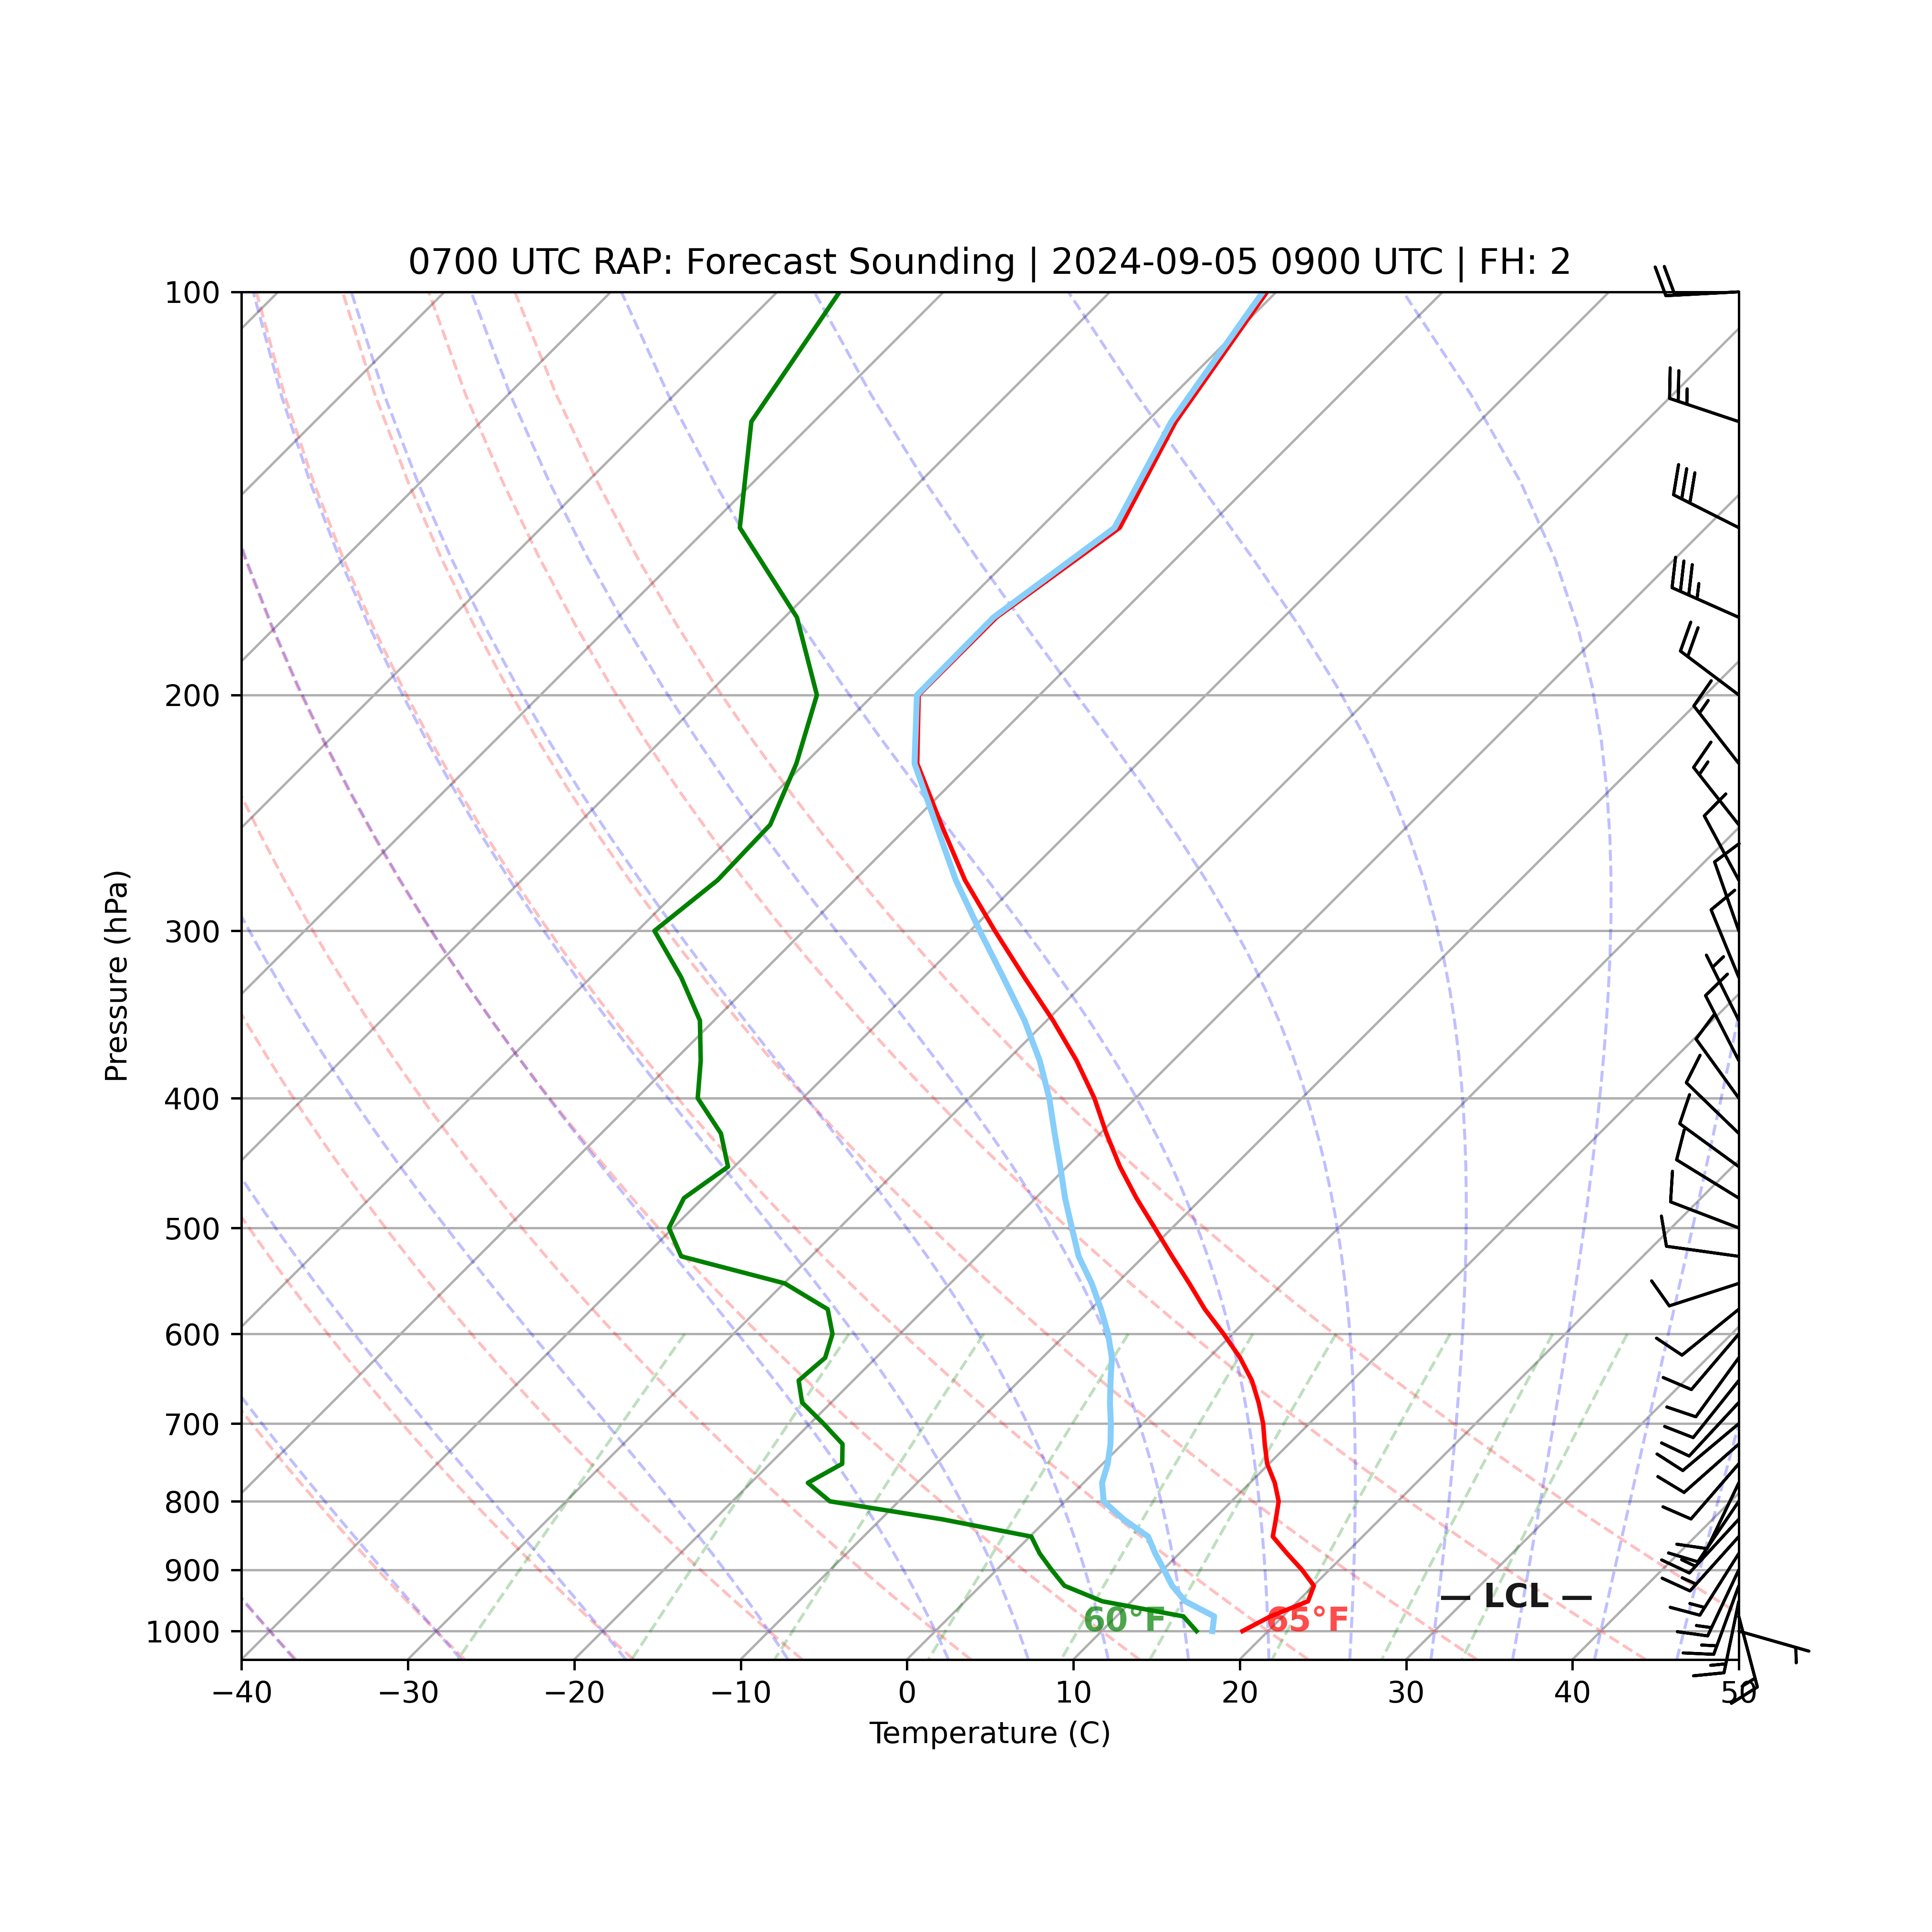 0700 UTC RAP: Forecast Sounding | 2024-09-05 0900 UTC | FH: 2
100
200
300
400
500
600
700
800
900
1000
Pressure (hPa)
— LCL —
60°F
65°F
−40 −30 −20 −10 0 10 20 30 40 50
Temperature (C)